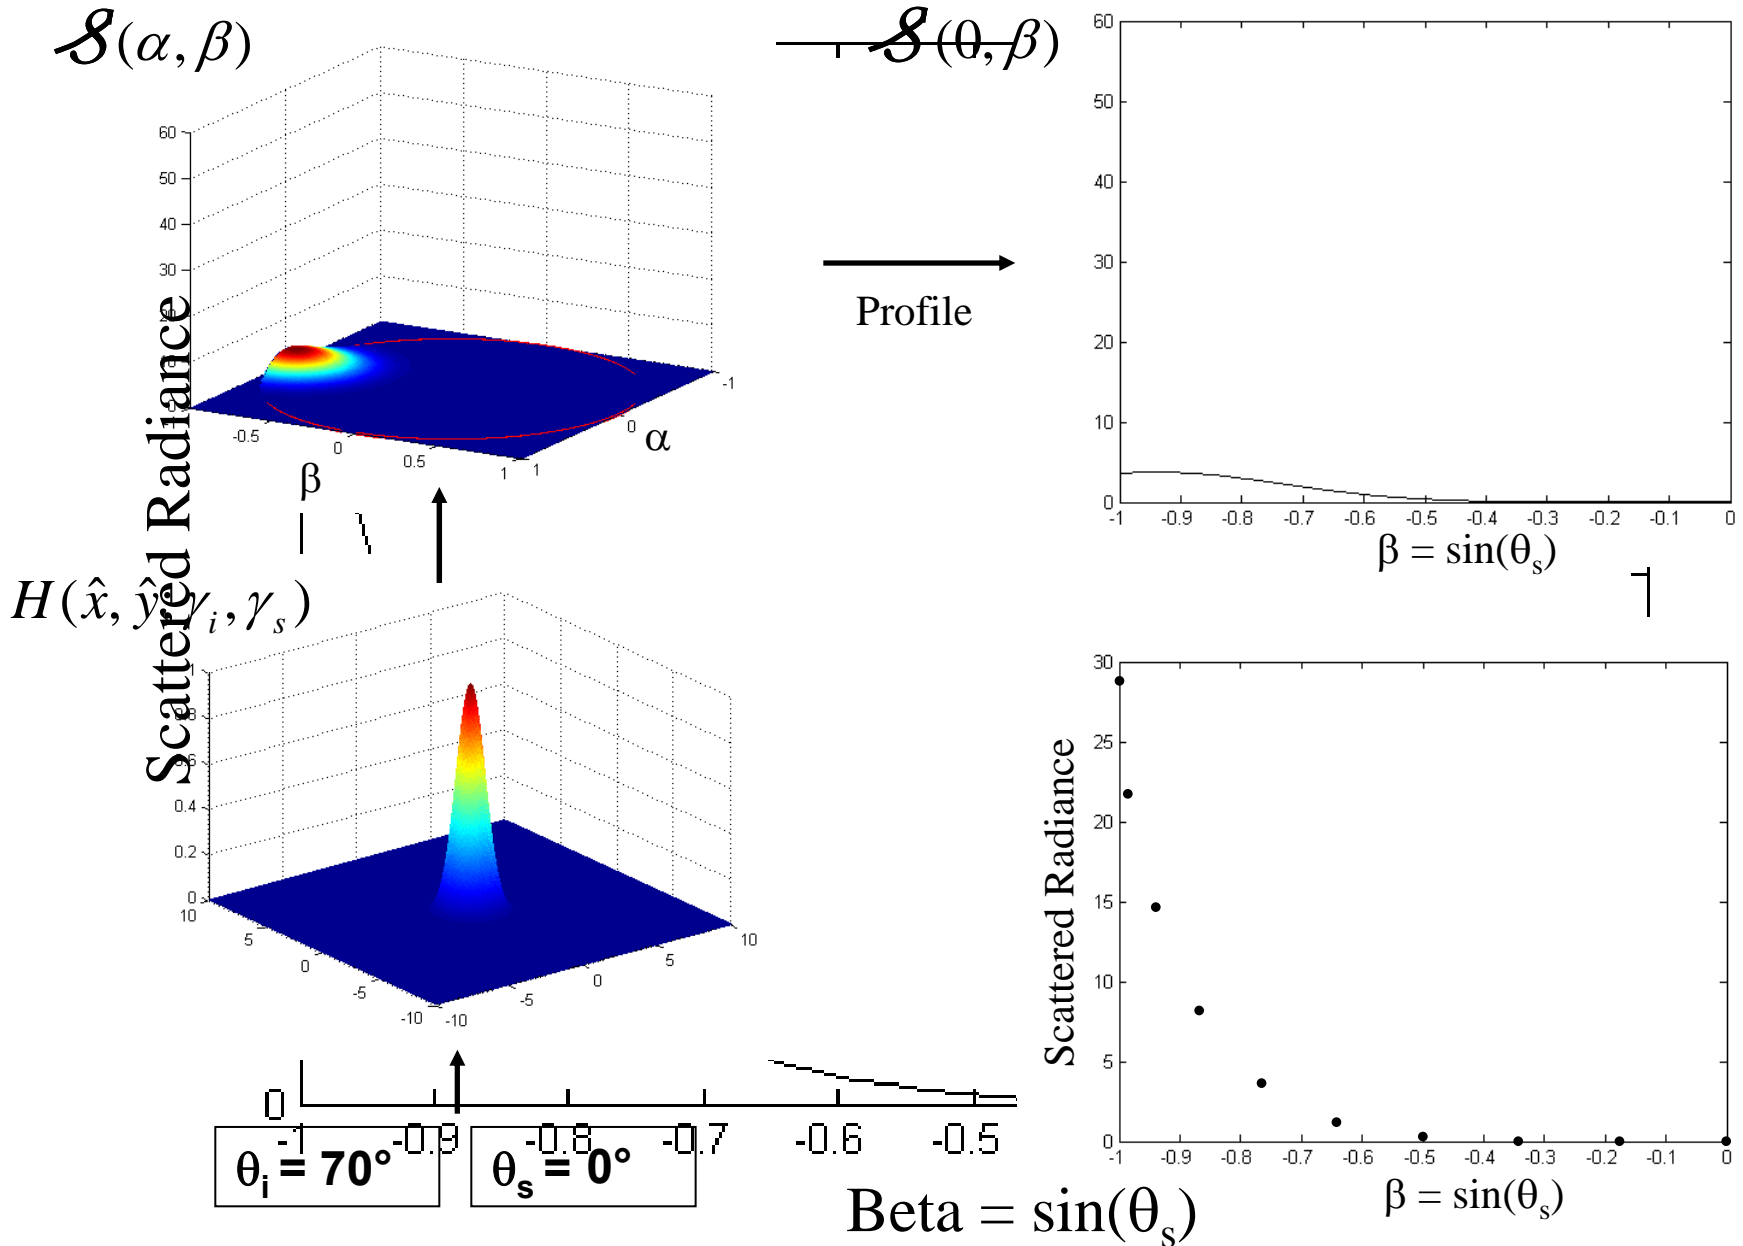 𝒮(α, β)
60
50
40
30
20
10
0
-0.5
0
0.5
1
1
0
-1
β
α
Scattered Radiance
𝒮(0, β)
Profile
60
50
40
30
20
10
0
-1 -0.9 -0.8 -0.7 -0.6 -0.5 -0.4 -0.3 -0.2 -0.1 0
β = sin(θs)
H(x̂, ŷ; γi, γs)
1
0.8
0.6
0.4
0.2
0
10
5
0
-5
-10
-10
-5
0
5
10
0
-1 -0.9 -0.8 -0.7 -0.6 -0.5
θi = 70°
θs = 0°
Beta = sin(θs)
Scattered Radiance
30
25
20
15
10
5
0
-1 -0.9 -0.8 -0.7 -0.6 -0.5 -0.4 -0.3 -0.2 -0.1 0
β = sin(θs)